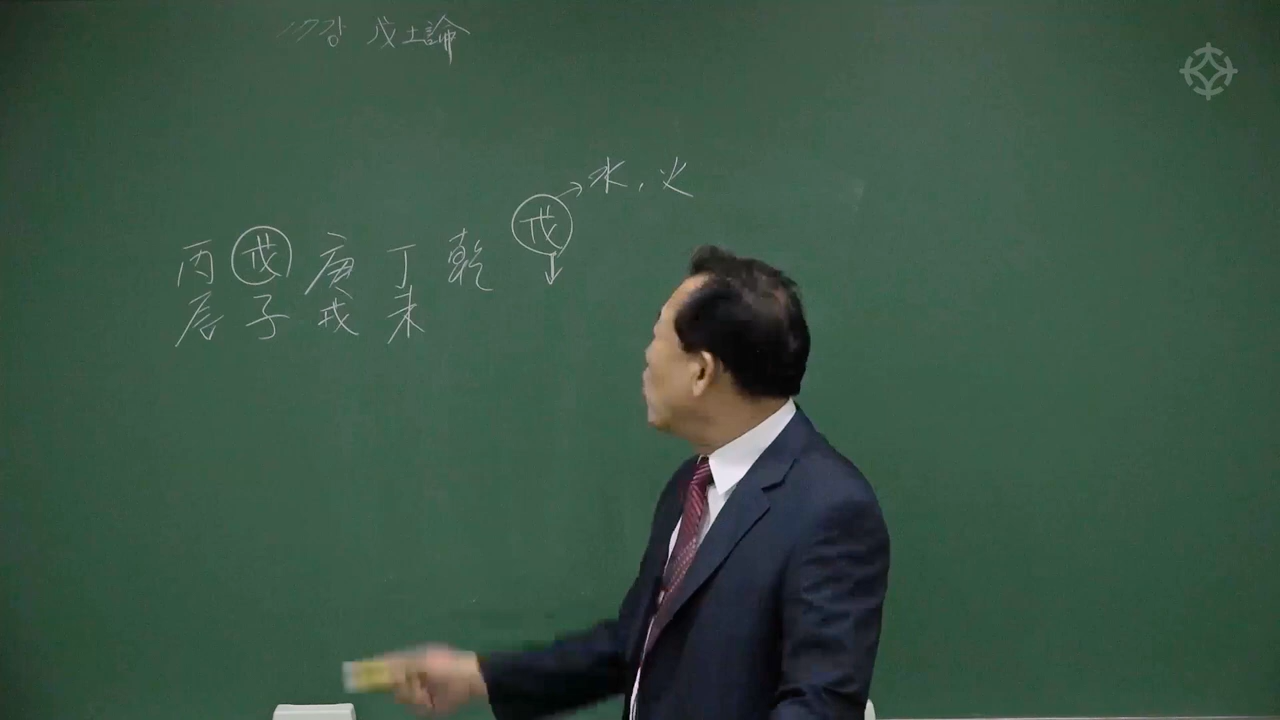 17강 戊土論
水, 火
戊
丙 戊 庚 丁 乾
辰 子 戌 未